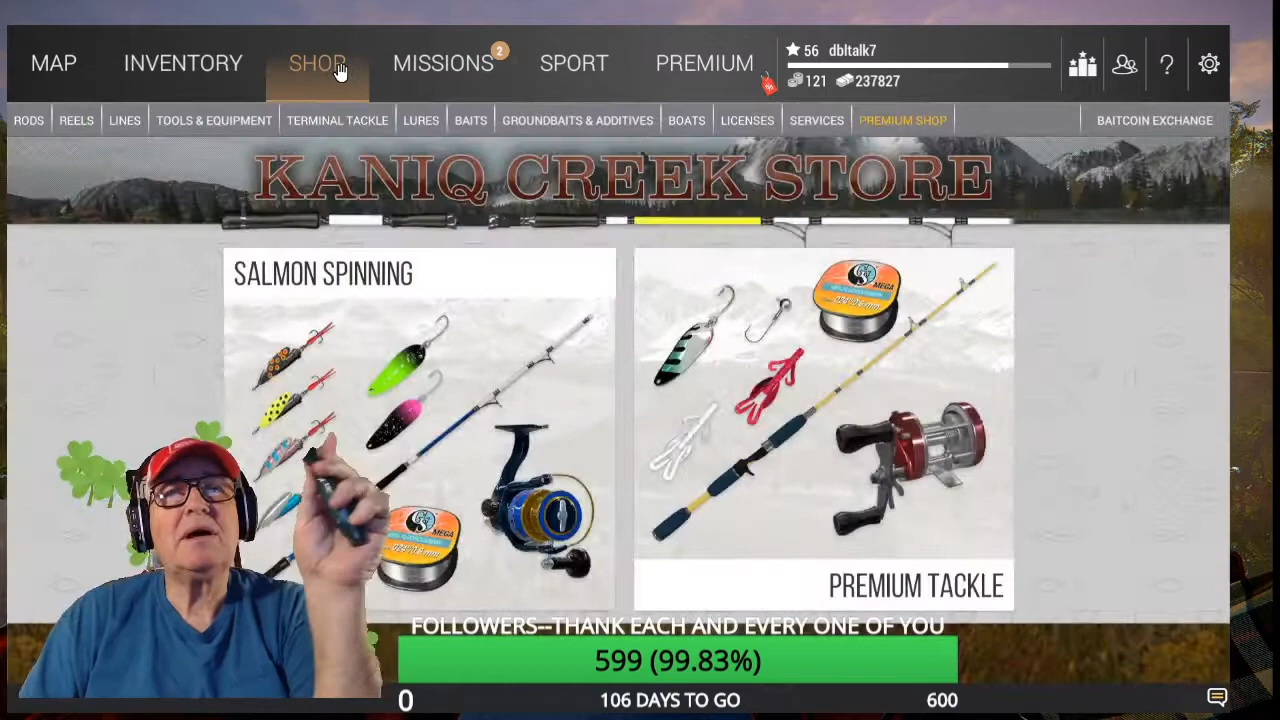 MAP INVENTORY SHOP MISSIONS 2 SPORT PREMIUM
56 dbltalk7
121 237827
RODS REELS LINES TOOLS & EQUIPMENT TERMINAL TACKLE LURES BAITS GROUNDBAITS & ADDITIVES BOATS LICENSES SERVICES PREMIUM SHOP BAITCOIN EXCHANGE
KANIQ CREEK STORE
SALMON SPINNING
MEGA
MEGA
PREMIUM TACKLE
FOLLOWERS--THANK EACH AND EVERY ONE OF YOU
599 (99.83%)
0 106 DAYS TO GO 600